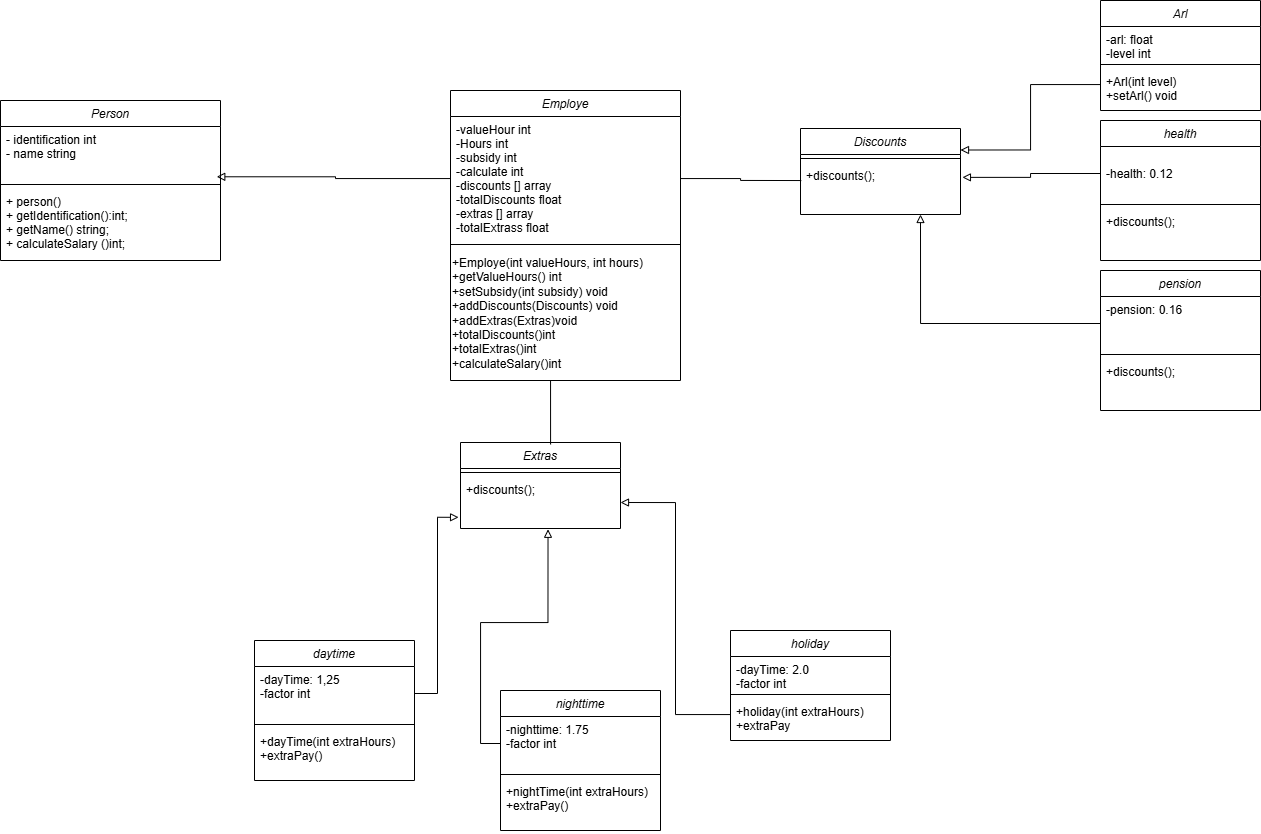 Person
- identification int
- name string
+ person()
+ getIdentification():int;
+ getName() string;
+ calculateSalary ()int;
Employe
-valueHour int
-Hours int
-subsidy int
-calculate int
-discounts [] array
-totalDiscounts float
-extras [] array
-totalExtrass float
+Employe(int valueHours, int hours)
+getValueHours() int
+setSubsidy(int subsidy) void
+addDiscounts(Discounts) void
+addExtras(Extras)void
+totalDiscounts()int
+totalExtras()int
+calculateSalary()int
Discounts
+discounts();
Arl
-arl: float
-level int
+Arl(int level)
+setArl() void
health
-health: 0.12
+discounts();
pension
-pension: 0.16
+discounts();
Extras
+discounts();
daytime
-dayTime: 1,25
-factor int
+dayTime(int extraHours)
+extraPay()
nighttime
-nighttime: 1.75
-factor int
+nightTime(int extraHours)
+extraPay()
holiday
-dayTime: 2.0
-factor int
+holiday(int extraHours)
+extraPay